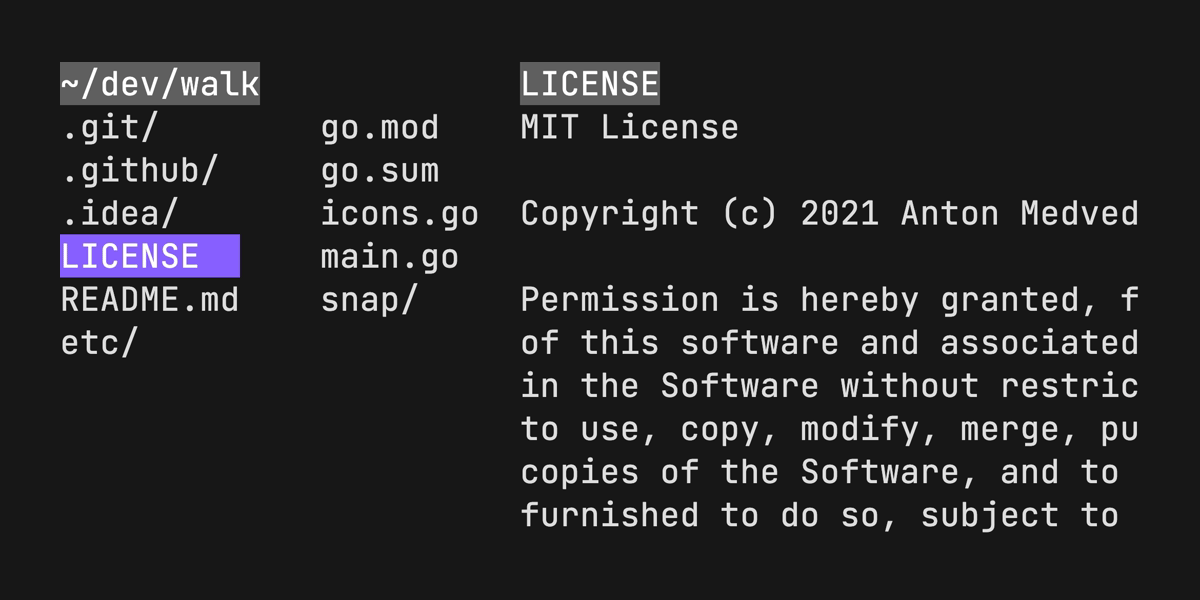 ~/dev/walk
.git/
.github/
.idea/
LICENSE
README.md
etc/
go.mod
go.sum
icons.go
main.go
snap/
LICENSE
MIT License
Copyright (c) 2021 Anton Medved
Permission is hereby granted, f
of this software and associated
in the Software without restric
to use, copy, modify, merge, pu
copies of the Software, and to
furnished to do so, subject to